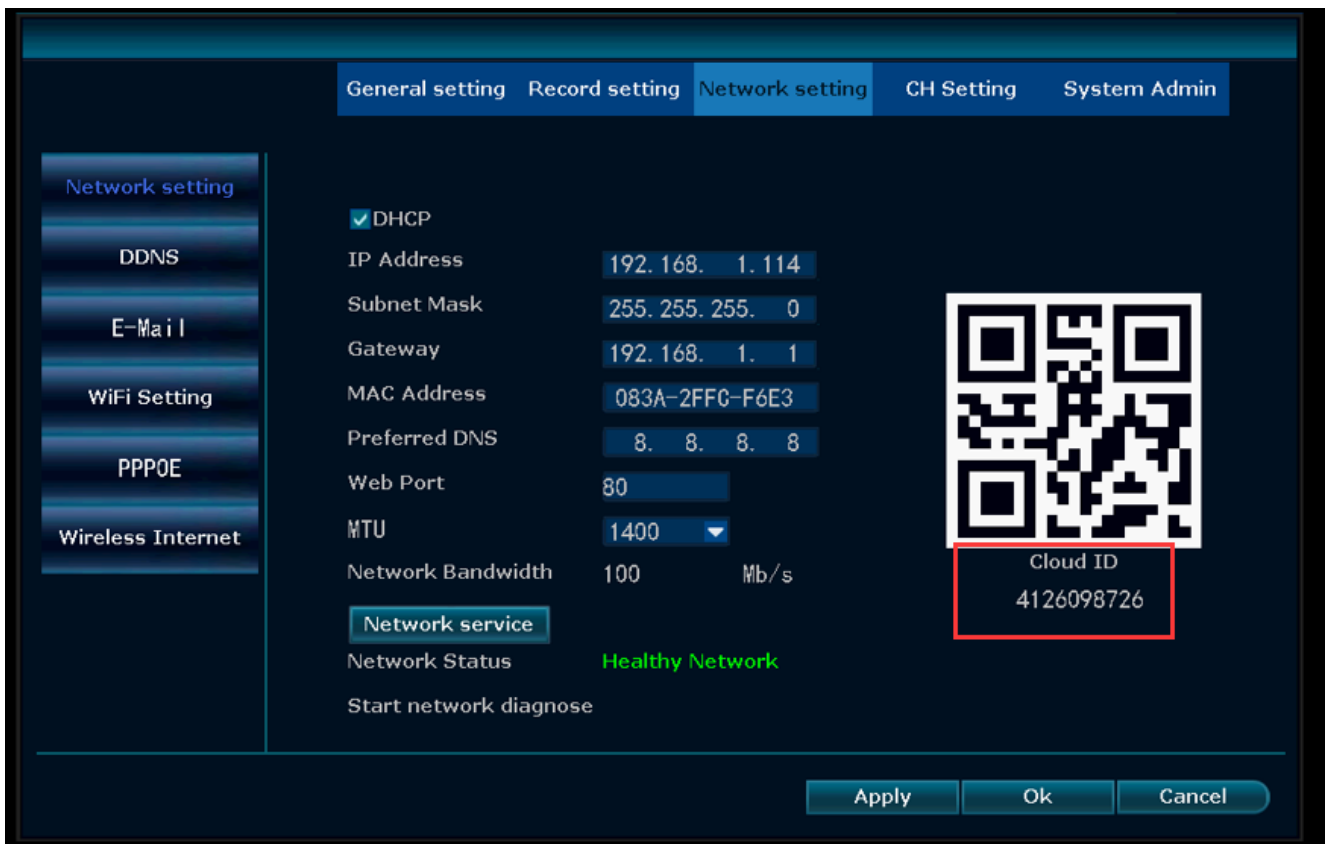 General setting Record setting Network setting CH Setting System Admin
Network setting
DDNS
E-Mail
WiFi Setting
PPPOE
Wireless Internet
DHCP
IP Address 192.168. 1.114
Subnet Mask 255.255.255. 0
Gateway 192.168. 1. 1
MAC Address 083A-2FFC-F6E3
Preferred DNS 8. 8. 8. 8
Web Port 80
MTU 1400
Network Bandwidth 100 Mb/s
Network service
Network Status Healthy Network
Start network diagnose
Cloud ID
4126098726
Apply Ok Cancel